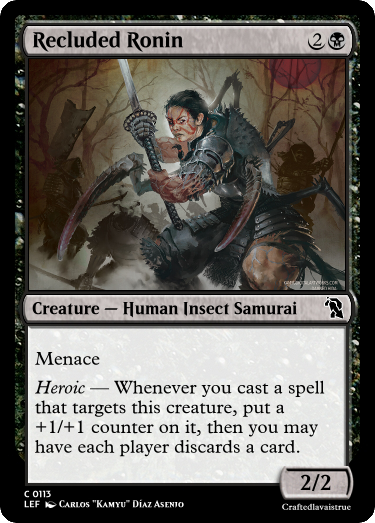 Recluded Ronin 2
Creature — Human Insect Samurai
Menace
Heroic — Whenever you cast a spell
that targets this creature, put a
+1/+1 counter on it, then you may
have each player discards a card.
2/2
C 0113
LEF Carlos "Kamyu" Díaz Asenjo
Craftedlavaistrue